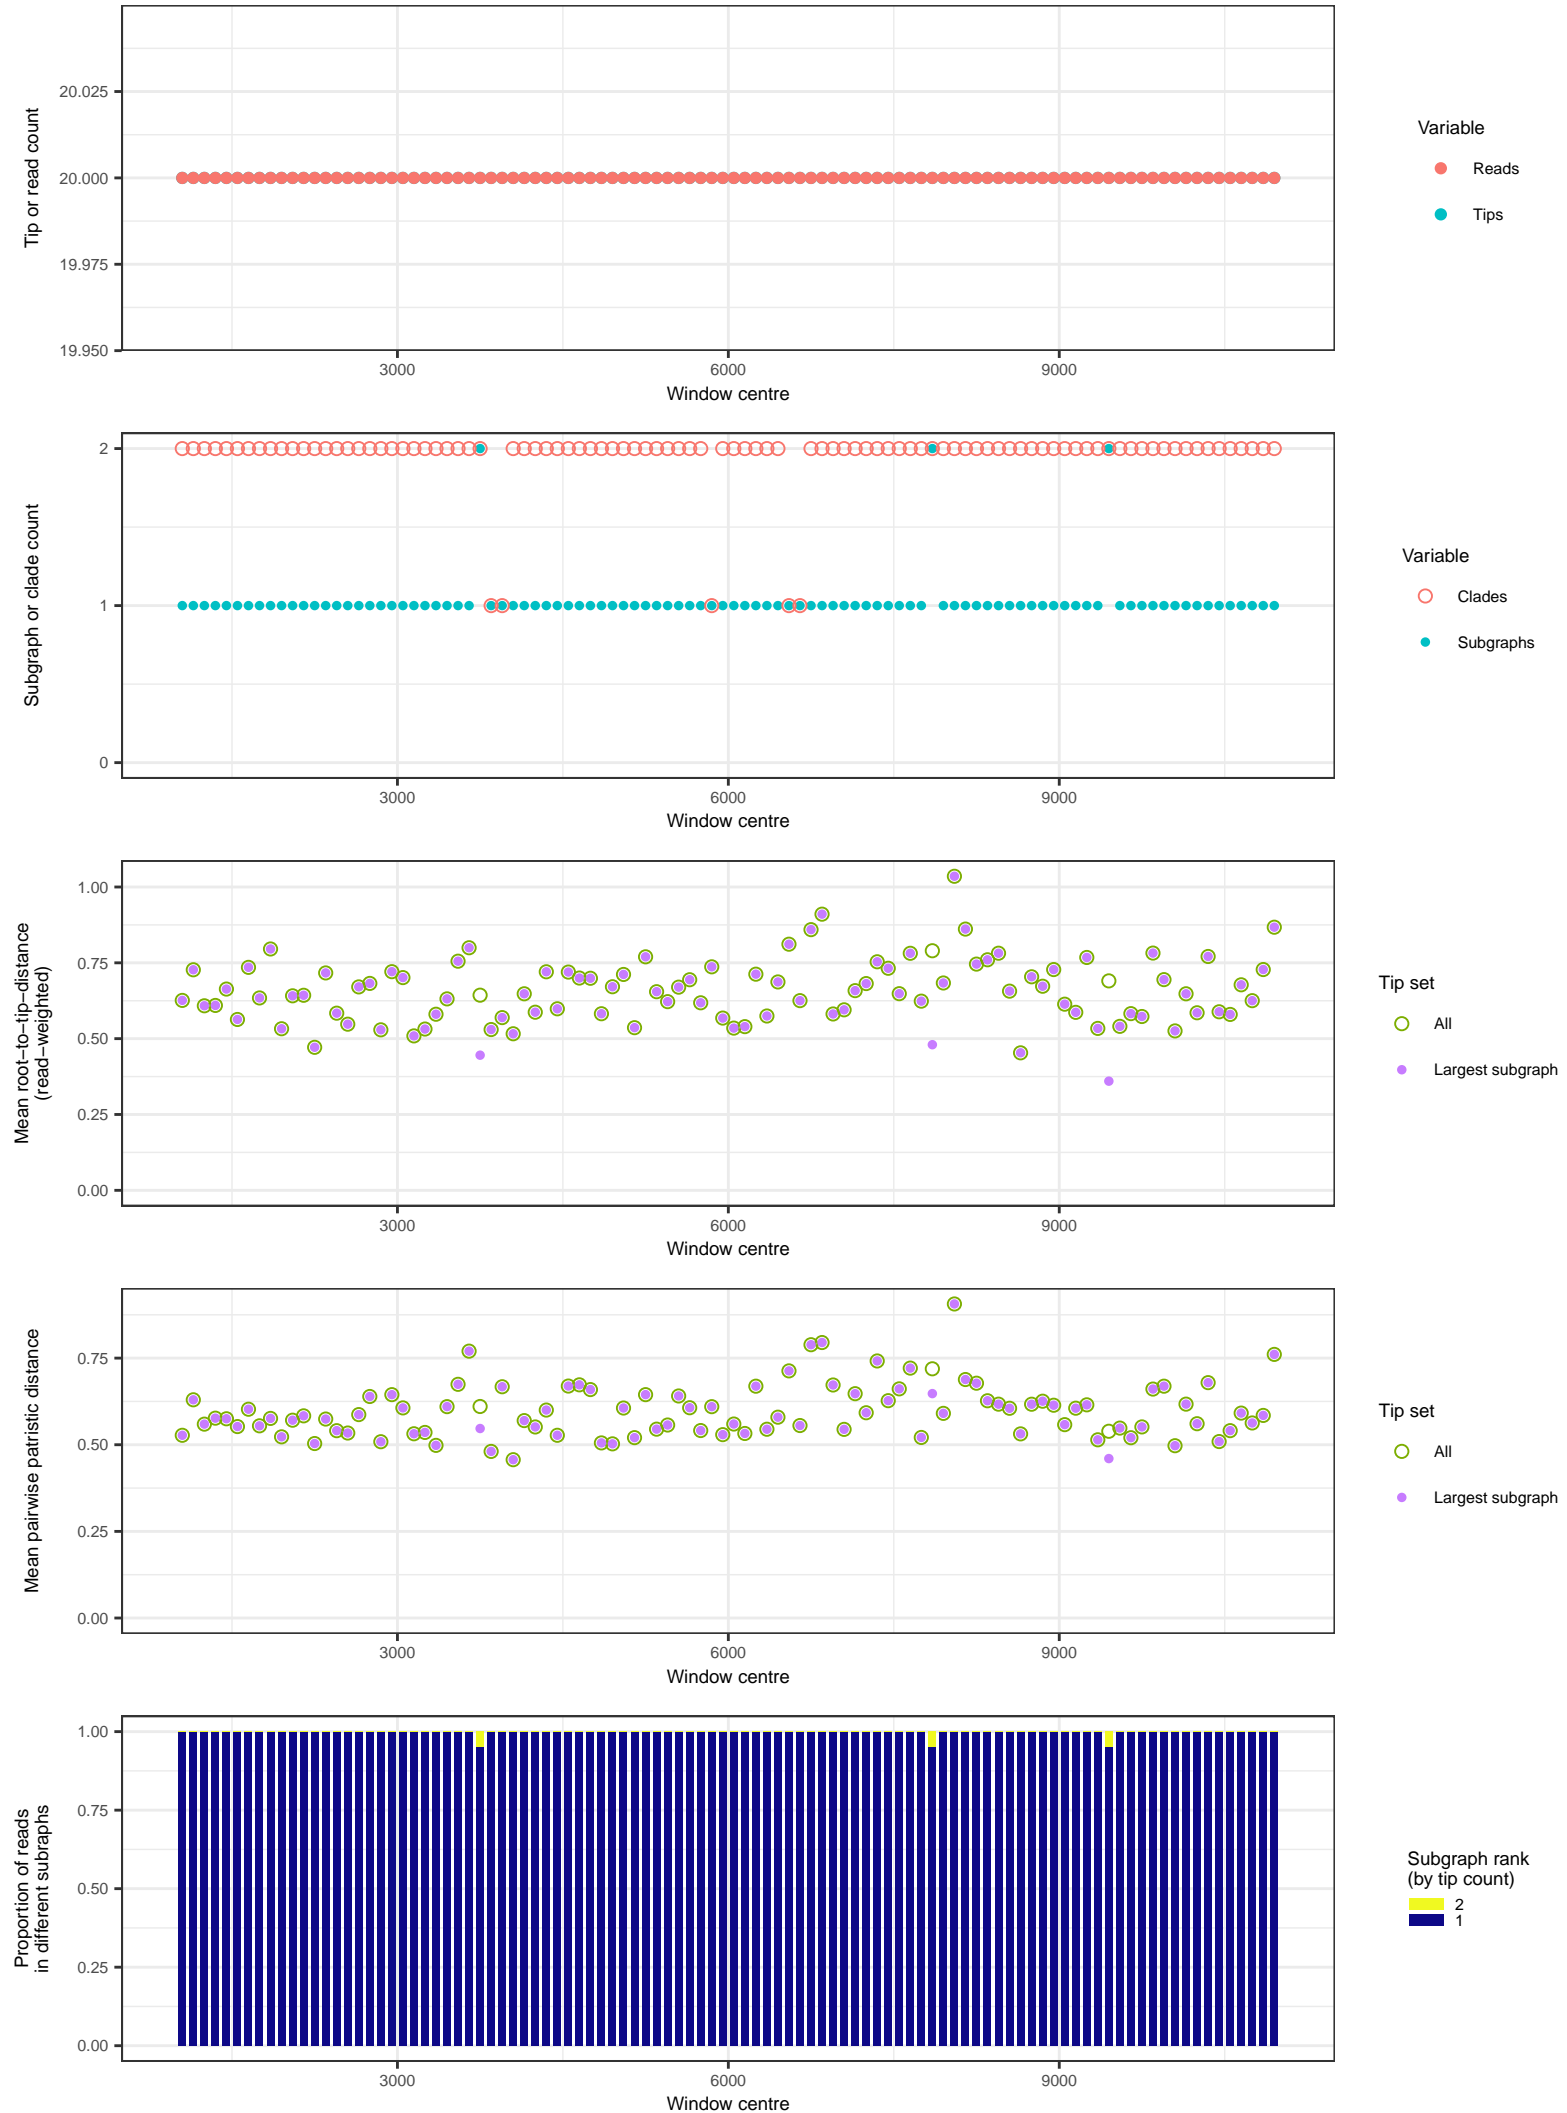 20.025
20.000
19.975
19.950
Tip or read count
3000
6000
9000
Window centre
Variable
Reads
Tips
2
1
0
Subgraph or clade count
3000
6000
9000
Window centre
Variable
Clades
Subgraphs
1.00
0.75
0.50
0.25
0.00
Mean root−to−tip−distance
(read−weighted)
3000
6000
9000
Window centre
Tip set
All
Largest subgraph
0.75
0.50
0.25
0.00
Mean pairwise patristic distance
3000
6000
9000
Window centre
Tip set
All
Largest subgraph
1.00
0.75
0.50
0.25
0.00
Proportion of reads
in different subraphs
3000
6000
9000
Window centre
Subgraph rank
(by tip count)
2
1